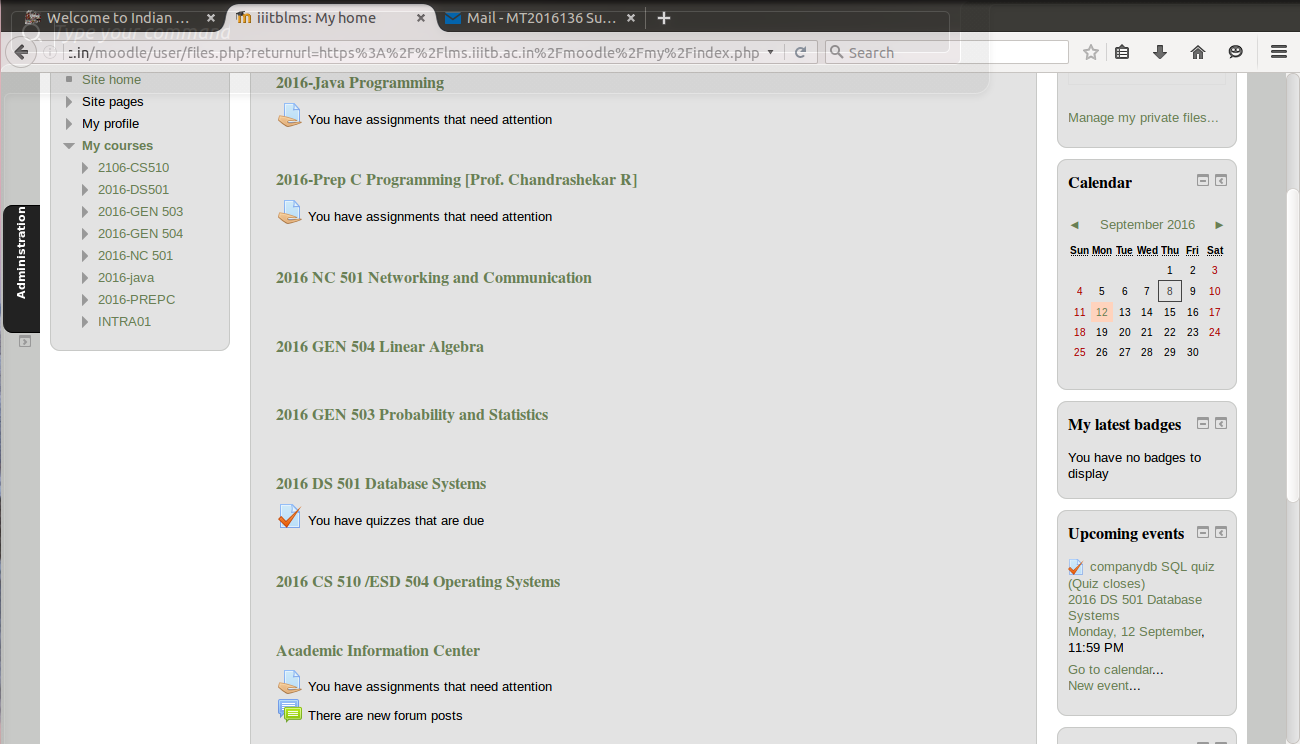 Welcome to Indian ...
iiitblms: My home
Mail - MT2016136 Su...
Type your command
:.in/moodle/user/files.php?returnurl=https%3A%2F%2Flms.iiitb.ac.in%2Fmoodle%2Fmy%2Findex.php
Search
Administration
Site home
Site pages
My profile
My courses
2106-CS510
2016-DS501
2016-GEN 503
2016-GEN 504
2016-NC 501
2016-java
2016-PREPC
INTRA01
2016-Java Programming
You have assignments that need attention
2016-Prep C Programming [Prof. Chandrashekar R]
You have assignments that need attention
2016 NC 501 Networking and Communication
2016 GEN 504 Linear Algebra
2016 GEN 503 Probability and Statistics
2016 DS 501 Database Systems
You have quizzes that are due
2016 CS 510 /ESD 504 Operating Systems
Academic Information Center
You have assignments that need attention
There are new forum posts
Manage my private files...
Calendar
◄ September 2016 ►
Sun Mon Tue Wed Thu Fri Sat
1 2 3
4 5 6 7 8 9 10
11 12 13 14 15 16 17
18 19 20 21 22 23 24
25 26 27 28 29 30
My latest badges
You have no badges to
display
Upcoming events
companydb SQL quiz
(Quiz closes)
2016 DS 501 Database
Systems
Monday, 12 September,
11:59 PM
Go to calendar...
New event...